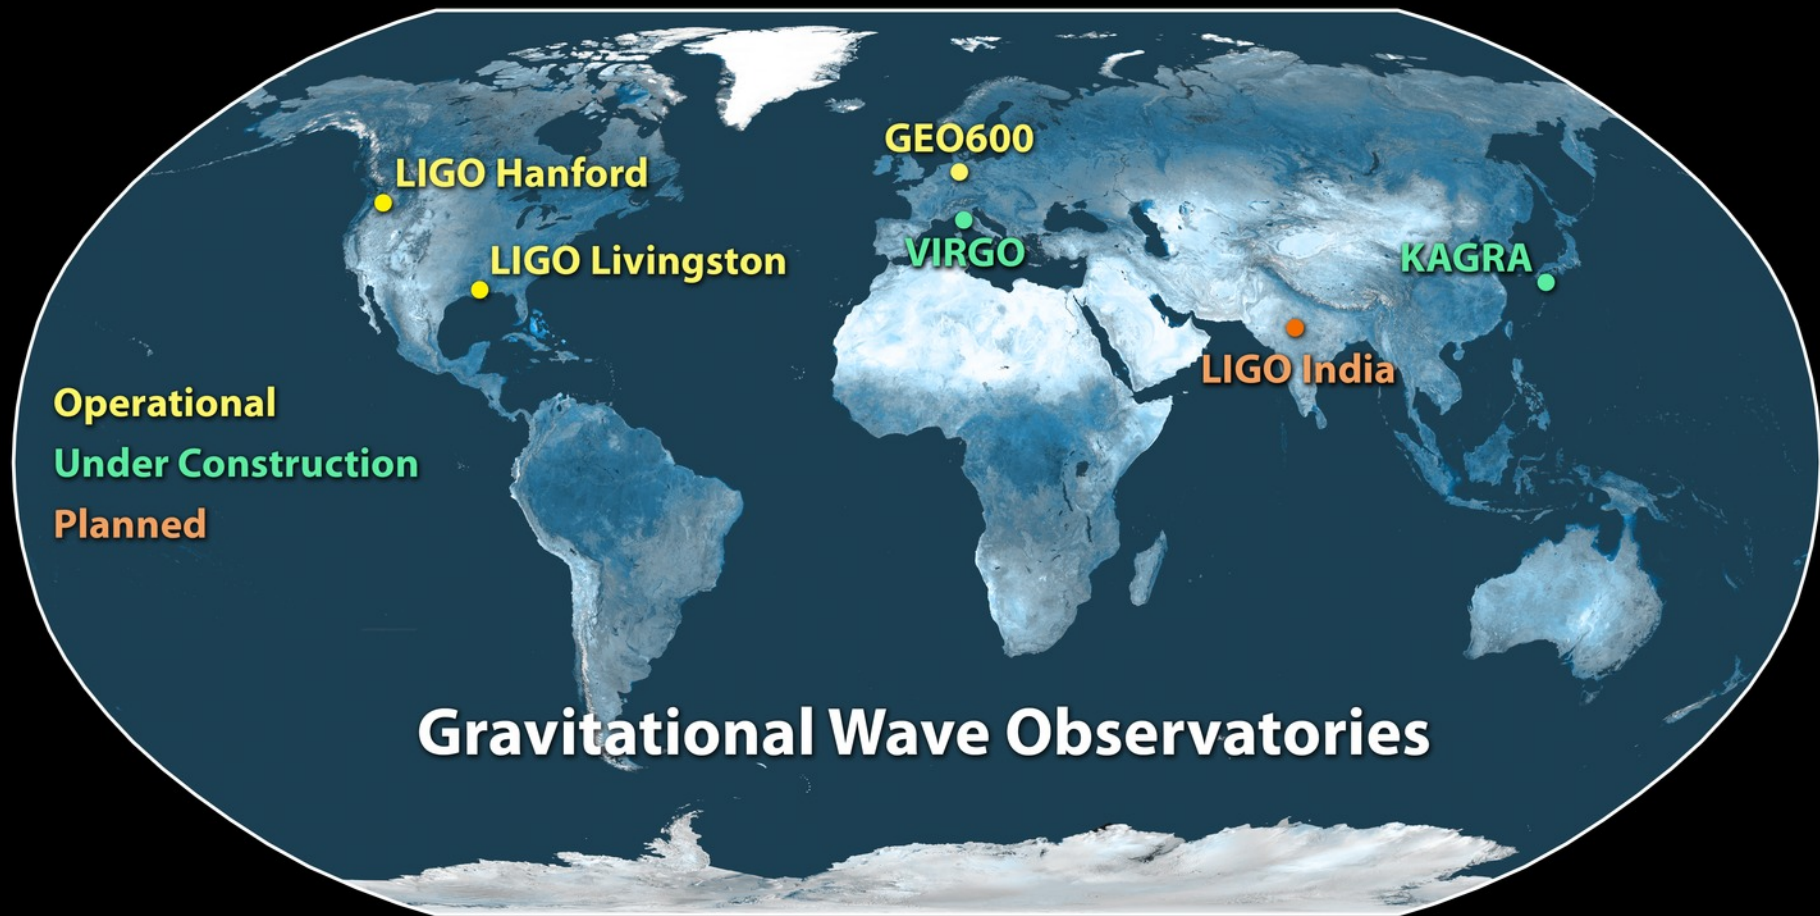 GEO600
LIGO Hanford
VIRGO
LIGO Livingston
KAGRA
LIGO India
Operational
Under Construction
Planned
Gravitational Wave Observatories